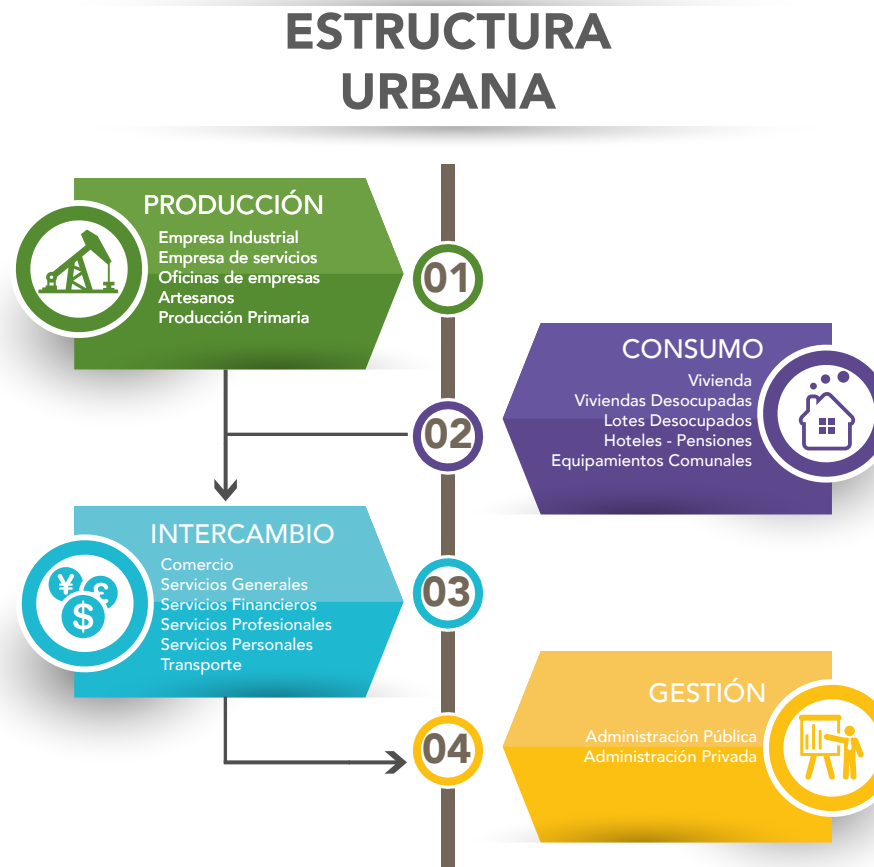 ESTRUCTURA
URBANA
PRODUCCIÓN
Empresa Industrial
Empresa de servicios
Oficinas de empresas
Artesanos
Producción Primaria
01
CONSUMO
Vivienda
Viviendas Desocupadas
Lotes Desocupados
Hoteles - Pensiones
Equipamientos Comunales
02
INTERCAMBIO
Comercio
Servicios Generales
Servicios Financieros
Servicios Profesionales
Servicios Personales
Transporte
¥
£
$
03
GESTIÓN
Administración Pública
Administración Privada
04